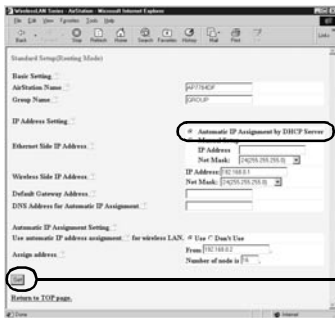 WirelessLAN Series - AirStation - Microsoft Internet Explorer
File Edit View Favorites Tools Help
Back Stop Refresh Home Search Favorites History Mail Print
Links
Standard Setup(Routing Mode)
Basic Setting
AirStation Name
Group Name
GROUP
IP Address Setting
Ethernet Side IP Address
Automatic IP Assignment by DHCP Server
Manual Setup
IP Address
Net Mask: 24(255.255.255.0)
Wireless Side IP Address
IP Address: 192.168.0.1
Net Mask: 24(255.255.255.0)
Default Gateway Address
DNS Address for Automatic IP Assignment
Automatic IP Assignment Setting
Use automatic IP address assignment for wireless LAN. Use Don't Use
Assign address
From 192.168.0.2
Number of node is 16
Set
Return to TOP page.
Done
Internet